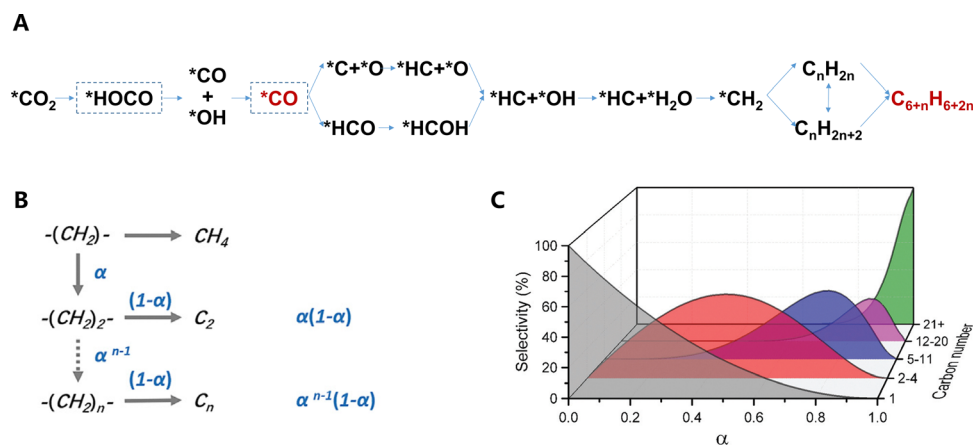 A
*CO₂ *HOCO *CO + *OH *CO *C+*O *HC+*O *HC+*OH *HC+*H₂O *CH₂ CₙH₂ₙ C₆₊ₙH₆₊₂ₙ
*HCO *HCOH CₙH₂ₙ₊₂
B
-(CH₂)- CH₄
α
-(CH₂)₂- (1-α) C₂ α(1-α)
α ⁿ⁻¹
-(CH₂)ₙ- (1-α) Cₙ α ⁿ⁻¹(1-α)
C
Selectivity (%)
100
80
60
40
20
0
0.0 0.2 0.4 0.6 0.8 1.0
α
21+
12-20
5-11
2-4
1
Carbon number